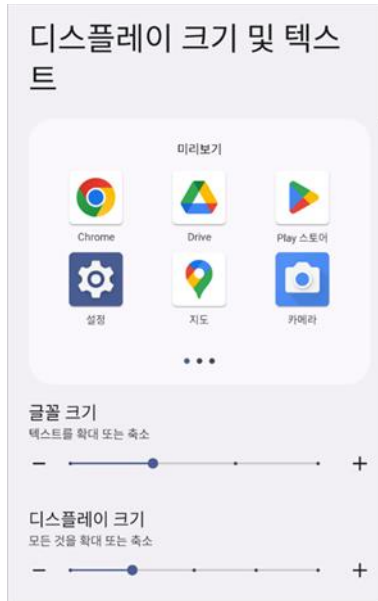 디스플레이 크기 및 텍스
트
미리보기
Chrome
Drive
Play 스토어
설정
지도
카메라
글꼴 크기
텍스트를 확대 또는 축소
디스플레이 크기
모든 것을 확대 또는 축소